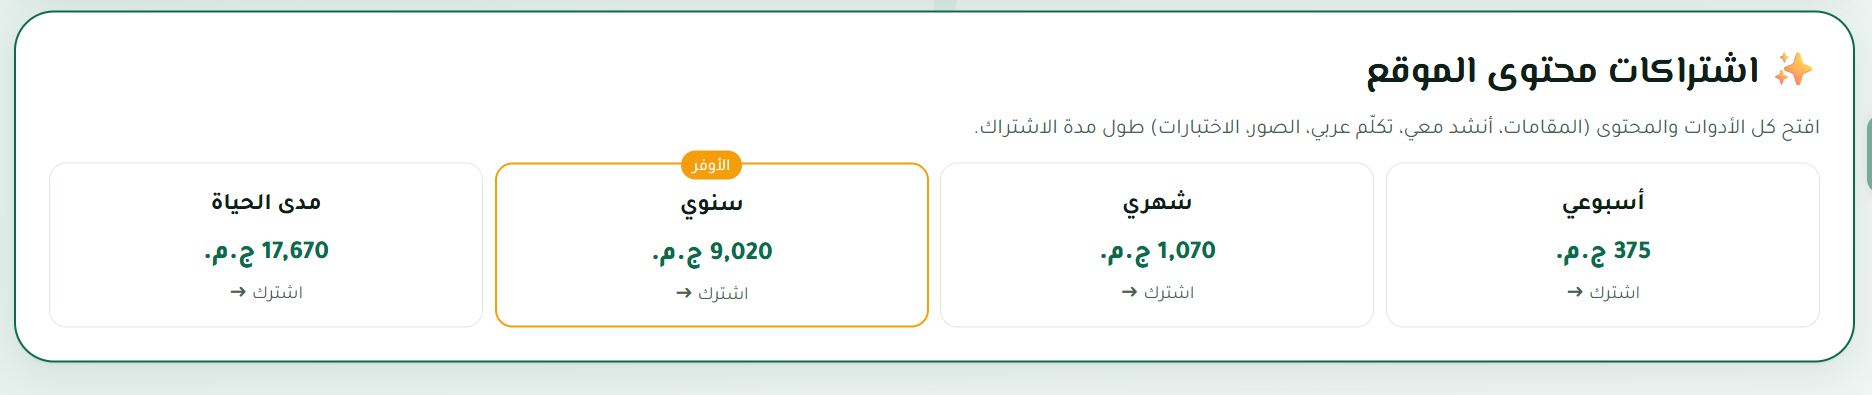 ✨ اشتراكات محتوى الموقع
افتح كل الأدوات والمحتوى (المقامات، أنشد معي، تكلّم عربي، الصور، الاختبارات) طول مدة الاشتراك.
أسبوعي
375 ج.م.
اشترك →
شهري
1,070 ج.م.
اشترك →
الأوفر
سنوي
9,020 ج.م.
اشترك →
مدى الحياة
17,670 ج.م.
اشترك →